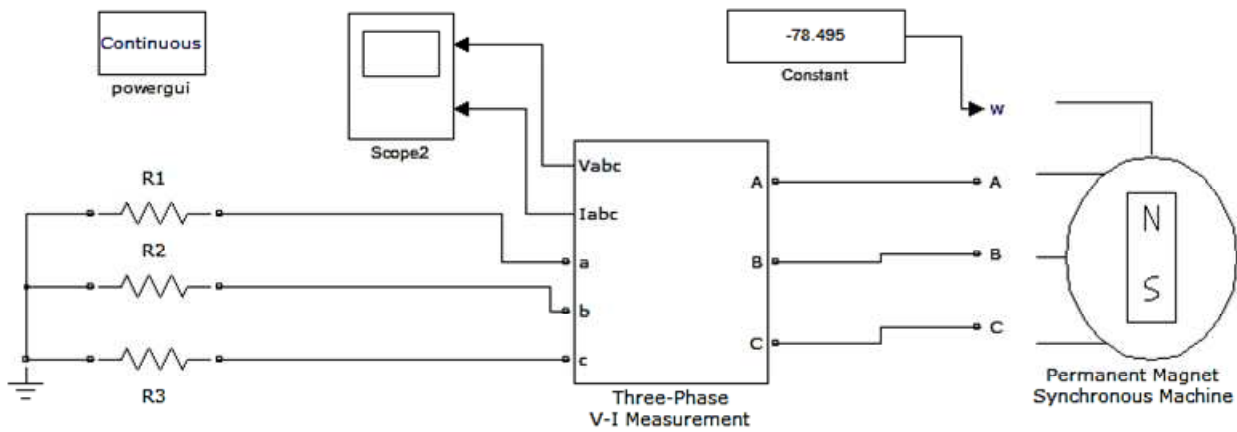 Continuous
powergui
Scope2
-78.495
Constant
w
R1
R2
R3
Vabc
Iabc
a
b
c
A
B
C
Three-Phase
V-I Measurement
A
B
C
N
S
Permanent Magnet
Synchronous Machine